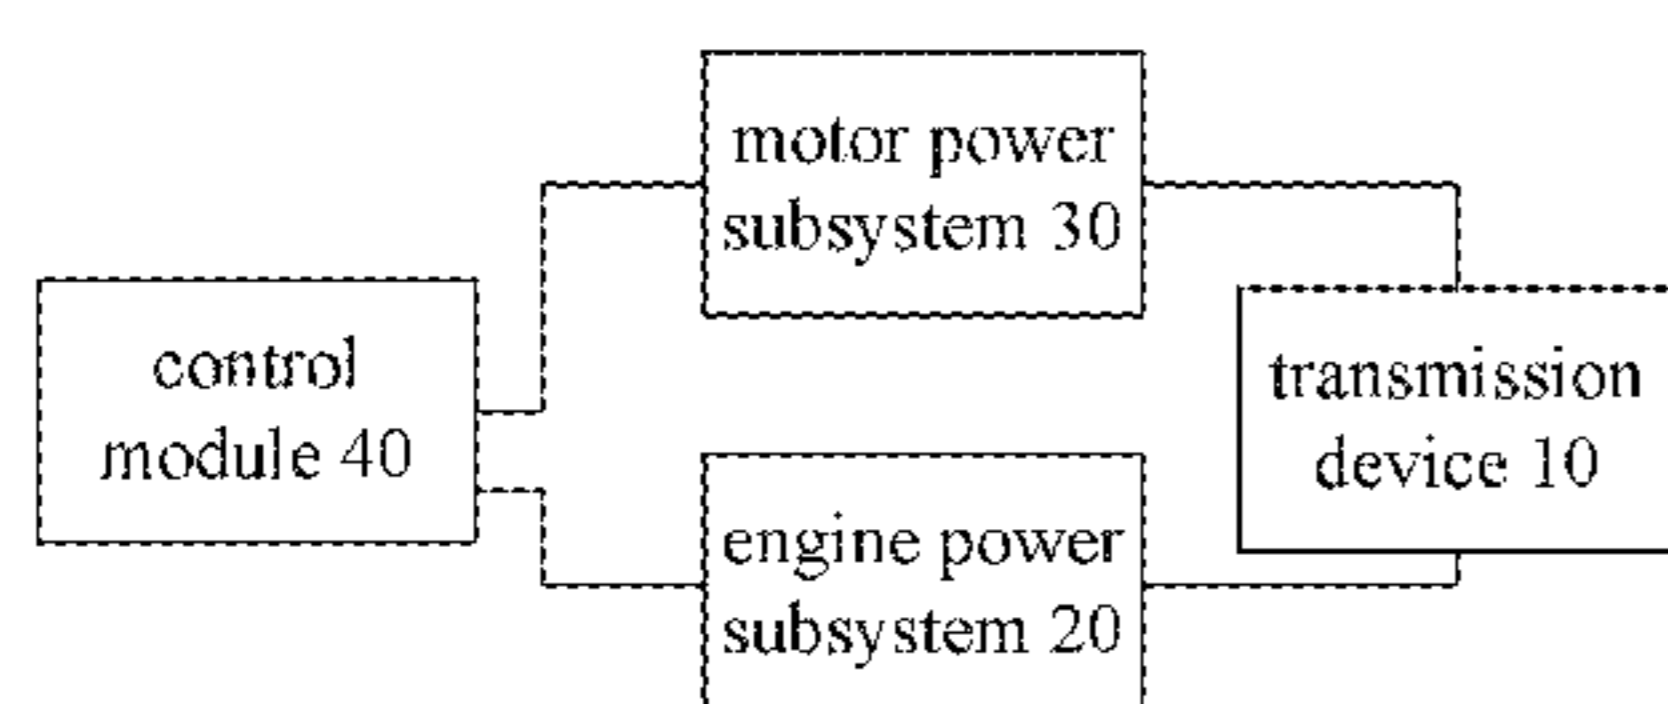 motor power
subsystem 30
control
module 40
transmission
device 10
engine power
subsystem 20